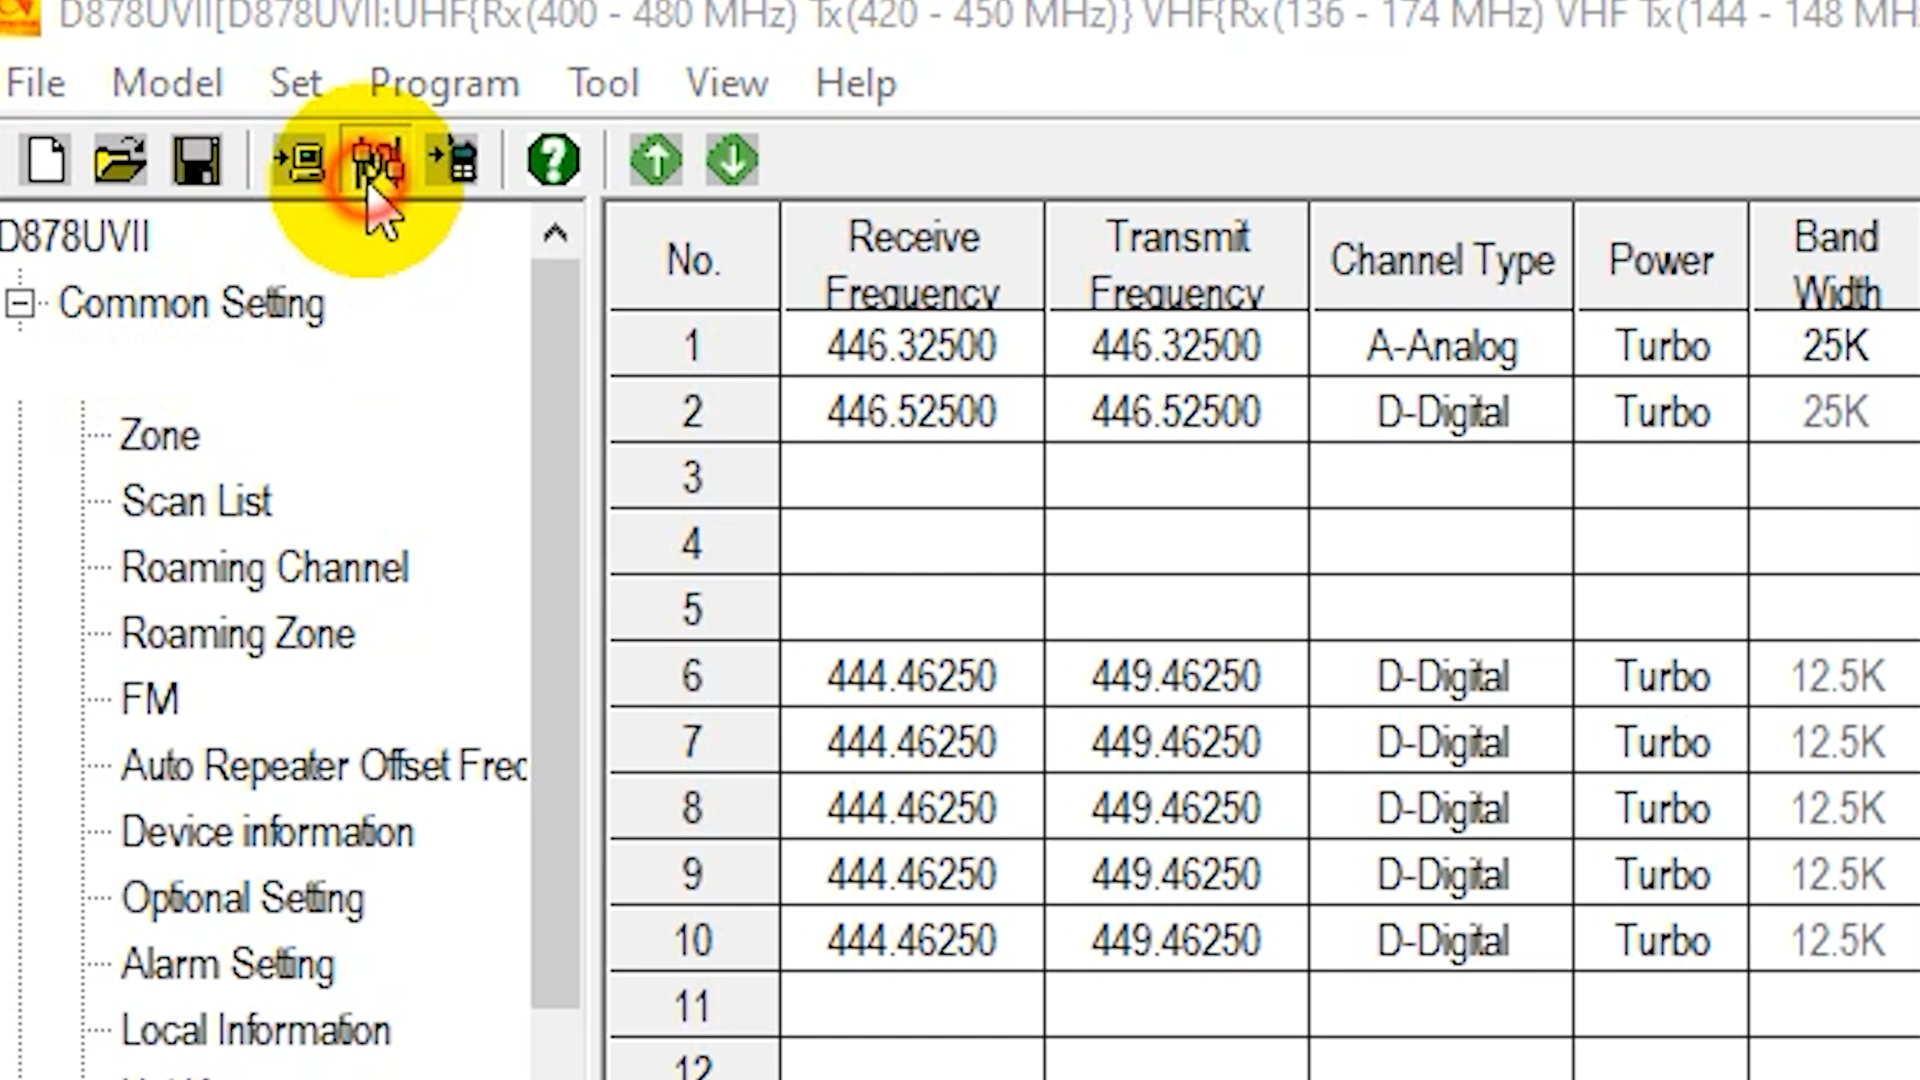 D878UVII[D878UVII:UHF{Rx(400 - 480 MHz) Tx(420 - 450 MHz)} VHF{Rx(136 - 174 MHz) VHF Tx(144 - 148 MHz
File Model Set Program Tool View Help
D878UVII
Common Setting
Zone
Scan List
Roaming Channel
Roaming Zone
FM
Auto Repeater Offset Freq
Device information
Optional Setting
Alarm Setting
Local Information
No. Receive Frequency Transmit Frequency Channel Type Power Band Width
1 446.32500 446.32500 A-Analog Turbo 25K
2 446.52500 446.52500 D-Digital Turbo 25K
3
4
5
6 444.46250 449.46250 D-Digital Turbo 12.5K
7 444.46250 449.46250 D-Digital Turbo 12.5K
8 444.46250 449.46250 D-Digital Turbo 12.5K
9 444.46250 449.46250 D-Digital Turbo 12.5K
10 444.46250 449.46250 D-Digital Turbo 12.5K
11
12